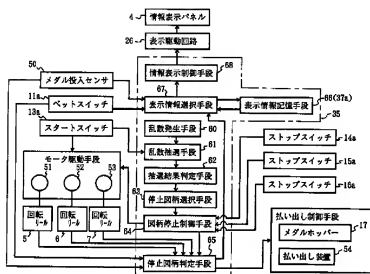 4
情報表示パネル
26
表示駆動回路
50
情報表示制御手段
68
メダル投入センサ
67
11a
ベットスイッチ
表示情報選択手段
表示情報記憶手段
66(37a)
13a
35
スタートスイッチ
乱数発生手段
60
ストップスイッチ
14a
モータ駆動手段
乱数抽選手段
61
ストップスイッチ
15a
51
52
53
62
抽選結果判定手段
ストップスイッチ
16a
63
停止図柄選択手段
回転リール
回転リール
回転リール
図柄停止制御手段
払い出し制御手段
17
5
6
7
64
65
メダルホッパー
54
停止図柄判定手段
払い出し装置